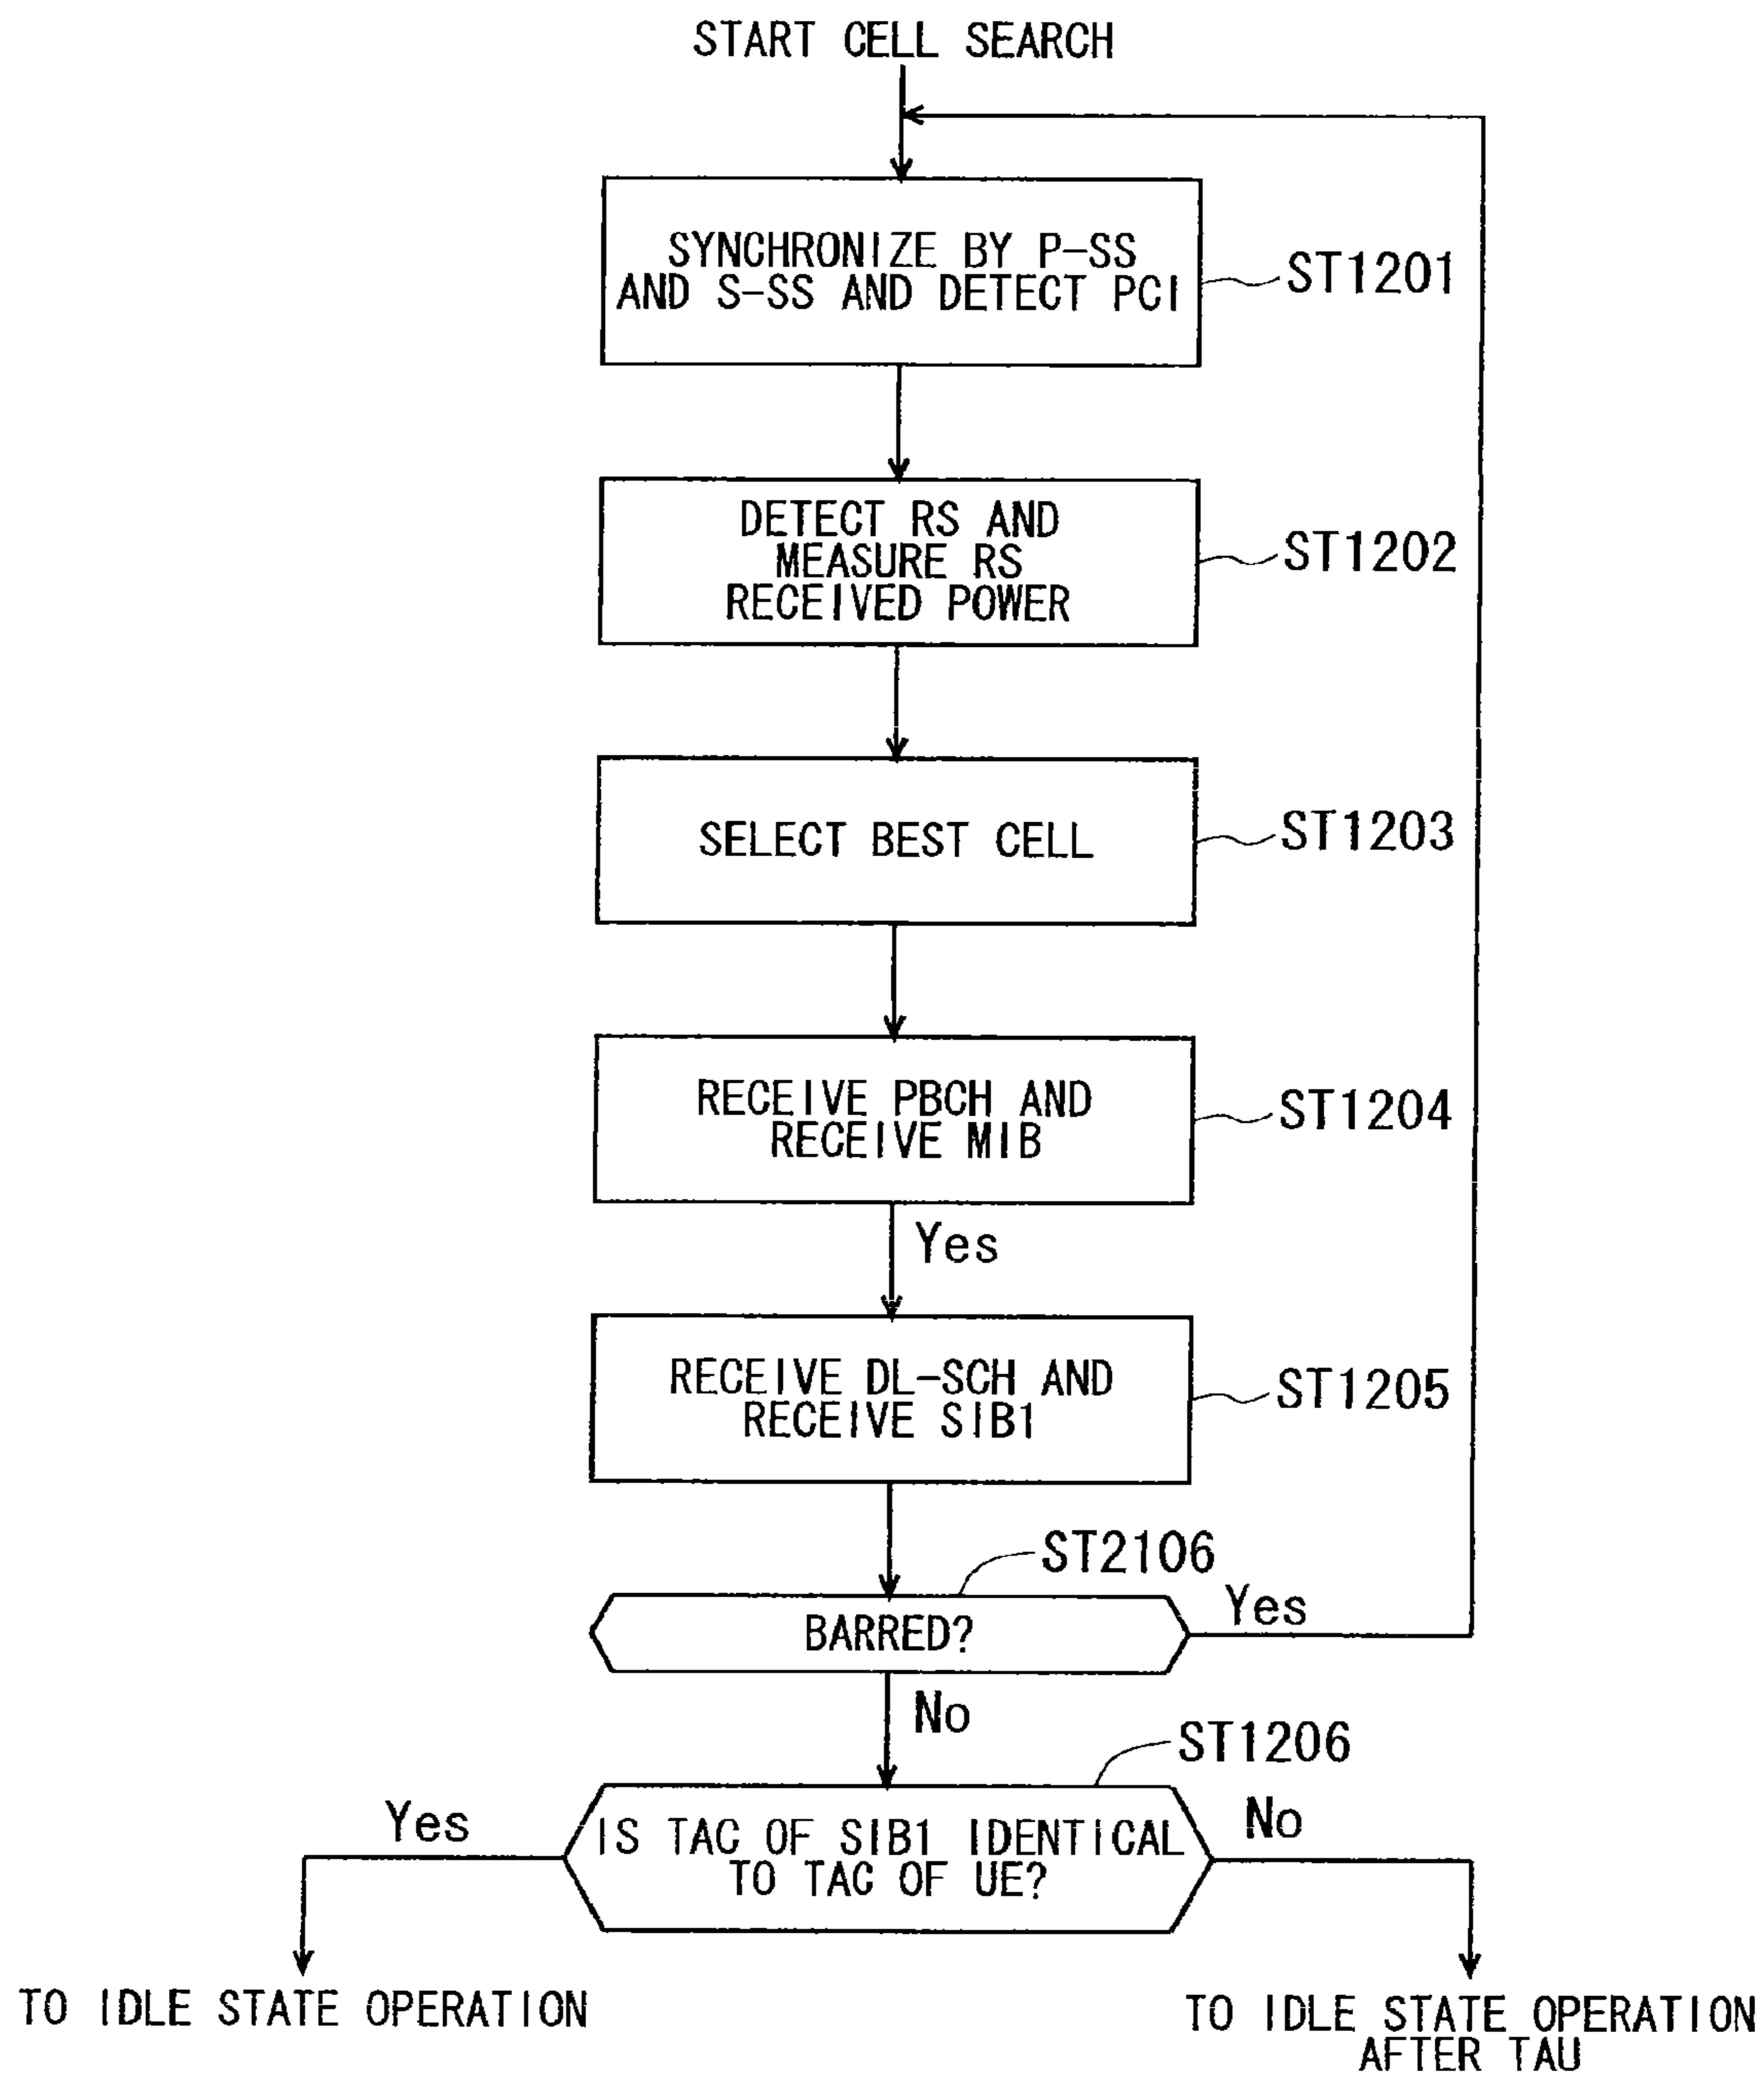 START CELL SEARCH
SYNCHRONIZE BY P-SS
AND S-SS AND DETECT PCI
ST1201
DETECT RS AND
MEASURE RS
RECEIVED POWER
ST1202
SELECT BEST CELL
ST1203
RECEIVE PBCH AND
RECEIVE MIB
ST1204
Yes
RECEIVE DL-SCH AND
RECEIVE SIB1
ST1205
ST2106
BARRED?
Yes
No
ST1206
IS TAC OF SIB1 IDENTICAL
TO TAC OF UE?
Yes
No
TO IDLE STATE OPERATION
TO IDLE STATE OPERATION
AFTER TAU